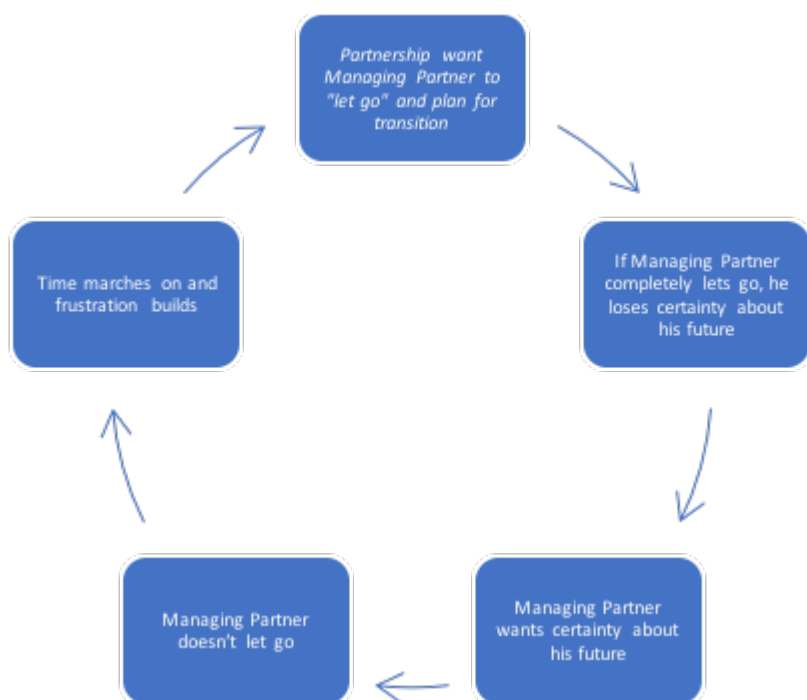 Partnership want
Managing Partner to
"let go" and plan for
transition
If Managing Partner
completely lets go, he
loses certainty about
his future
Managing Partner
wants certainty about
his future
Managing Partner
doesn't let go
Time marches on and
frustration builds